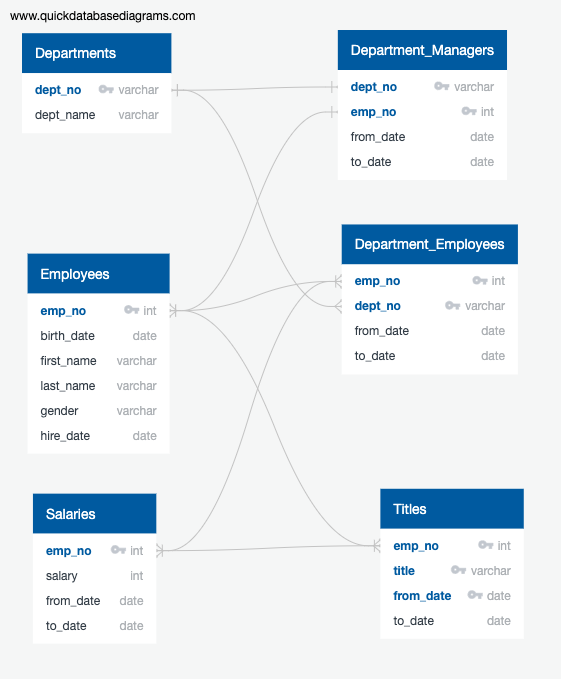 www.quickdatabasediagrams.com
Departments
dept_no varchar
dept_name varchar
Department_Managers
dept_no varchar
emp_no int
from_date date
to_date date
Employees
emp_no int
birth_date date
first_name varchar
last_name varchar
gender varchar
hire_date date
Department_Employees
emp_no int
dept_no varchar
from_date date
to_date date
Salaries
emp_no int
salary int
from_date date
to_date date
Titles
emp_no int
title varchar
from_date date
to_date date